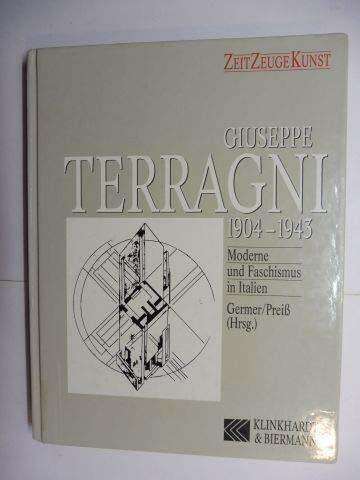 ZEITZEUGEKUNST
GIUSEPPE
TERRAGNI
1904–1943
Moderne
und Faschismus
in Italien
Germer/Preiß
(Hrsg.)
KLINKHARDT
& BIERMANN